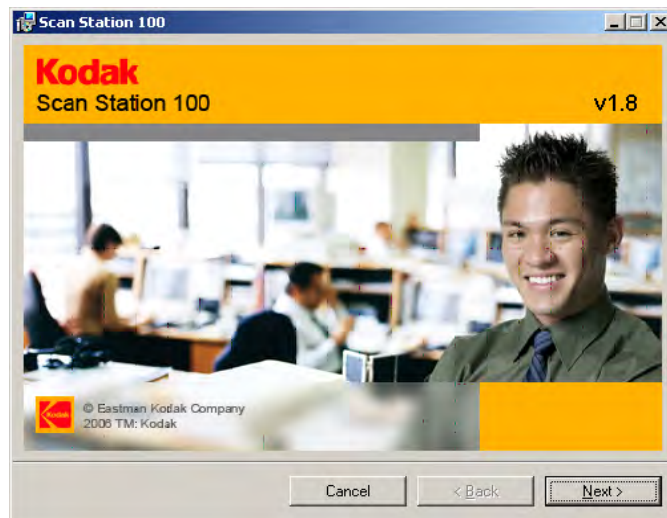 Scan Station 100
Kodak
Scan Station 100
v1.8
Kodak
© Eastman Kodak Company
2006 TM: Kodak
Cancel
< Back
Next >